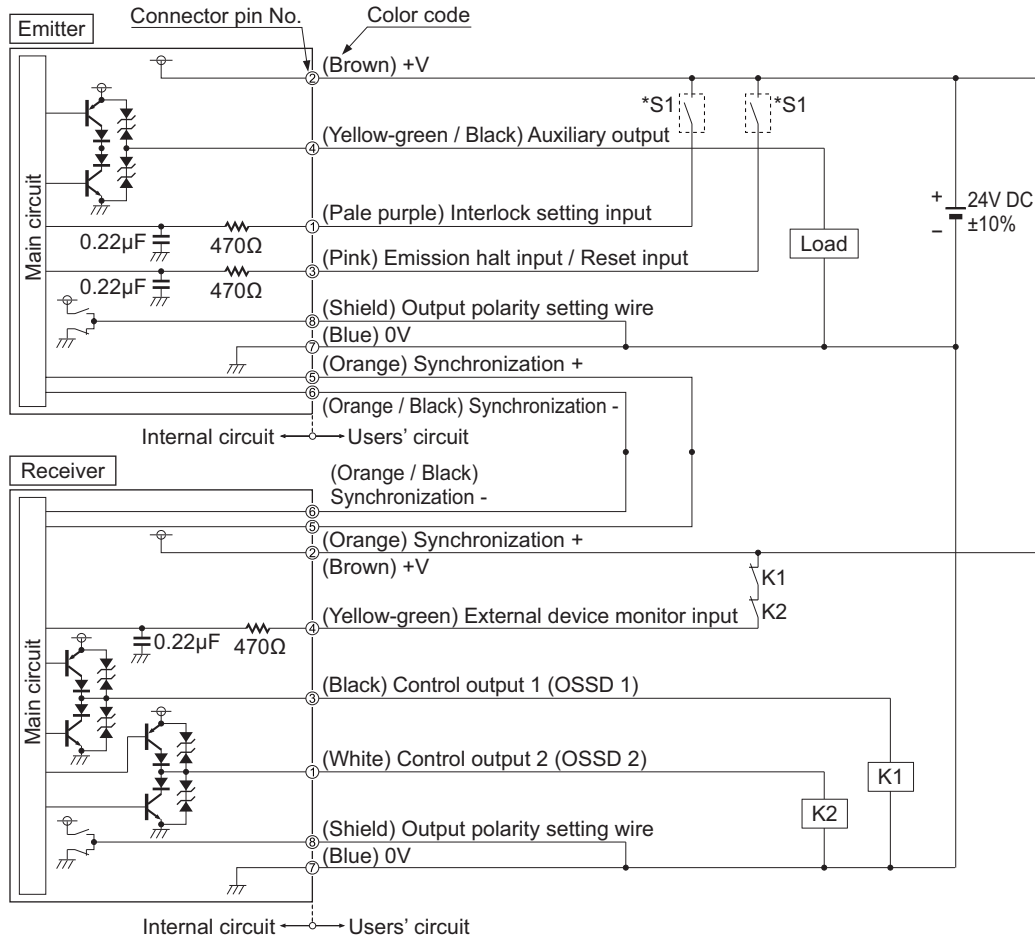 Connector pin No.
Color code
Emitter
Main circuit
② (Brown) +V
*S1
*S1
④ (Yellow-green / Black) Auxiliary output
① (Pale purple) Interlock setting input
0.22μF
470Ω
③ (Pink) Emission halt input / Reset input
0.22μF
470Ω
⑧ (Shield) Output polarity setting wire
⑦ (Blue) 0V
⑤ (Orange) Synchronization +
⑥ (Orange / Black) Synchronization -
Load
+
−
24V DC
±10%
Internal circuit
Users' circuit
Receiver
Main circuit
(Orange / Black)
Synchronization -
⑥
⑤
(Orange) Synchronization +
②
(Brown) +V
K1
K2
④ (Yellow-green) External device monitor input
0.22μF
470Ω
③ (Black) Control output 1 (OSSD 1)
① (White) Control output 2 (OSSD 2)
K1
K2
⑧ (Shield) Output polarity setting wire
⑦ (Blue) 0V
Internal circuit
Users' circuit